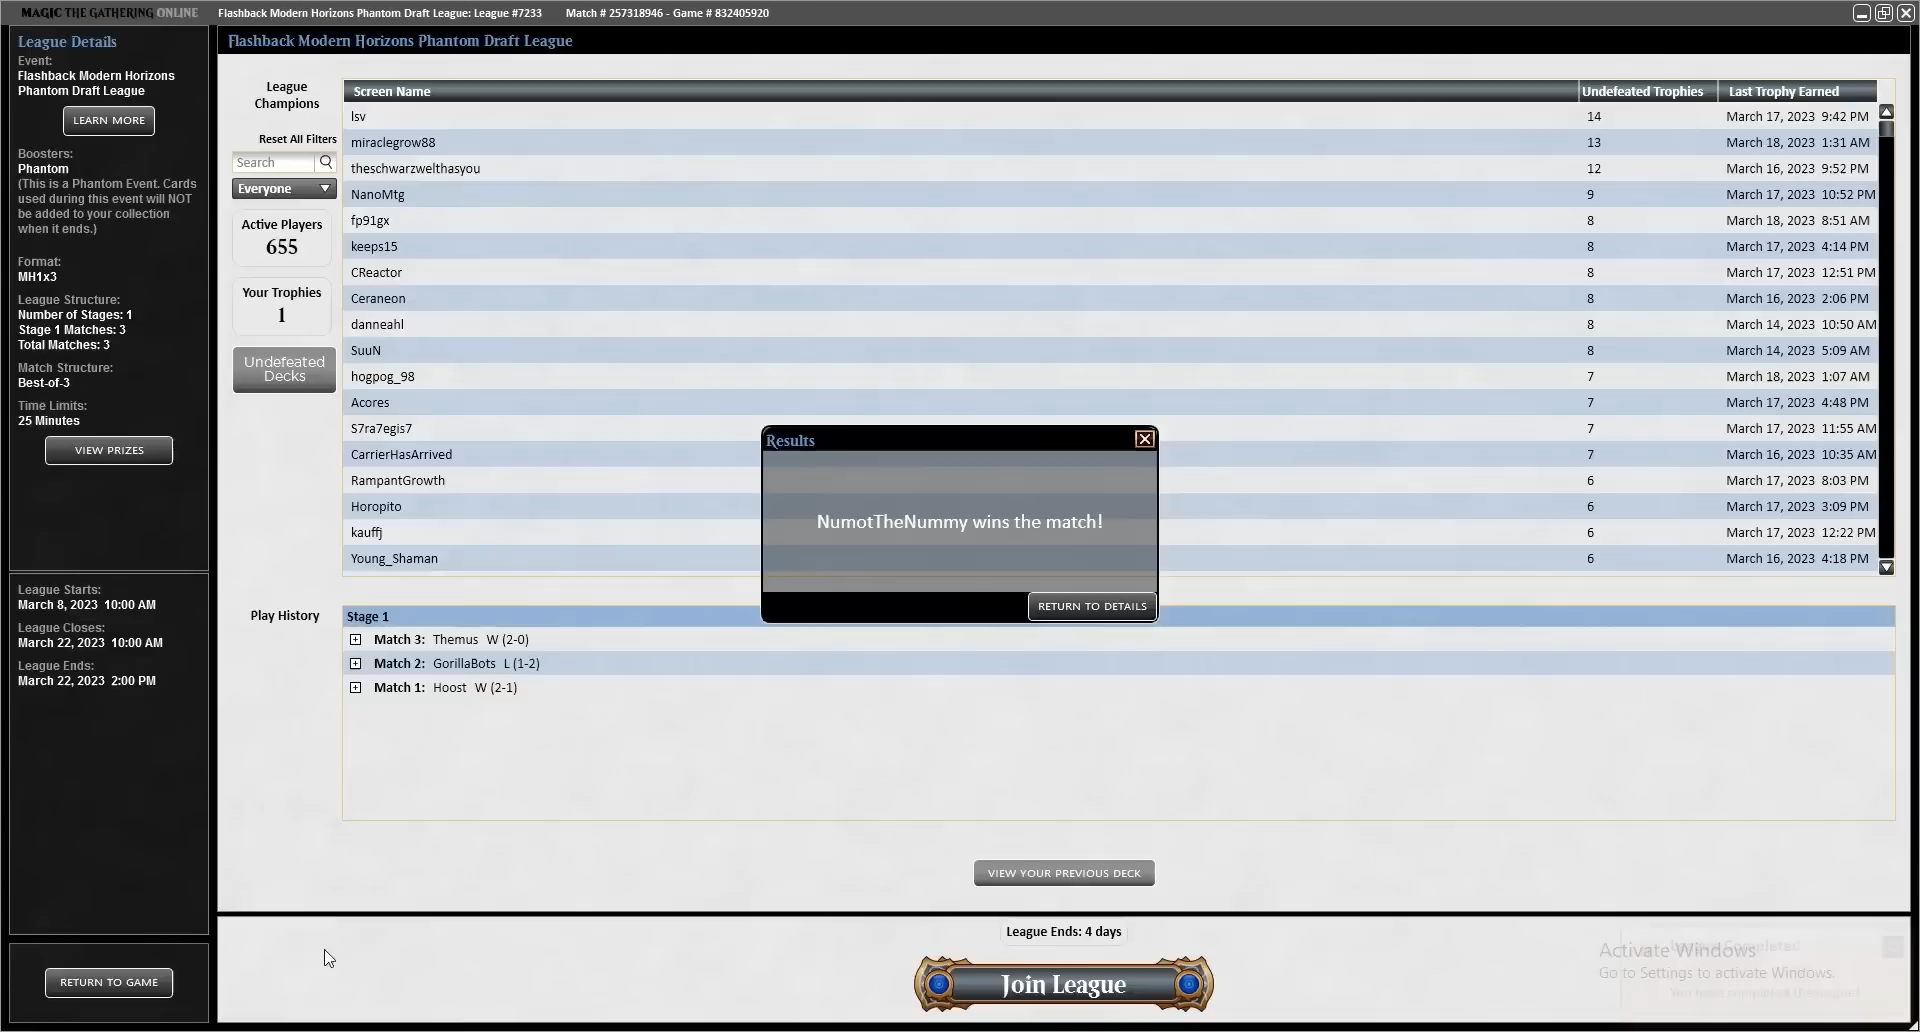 MAGIC THE GATHERING ONLINE Flashback Modern Horizons Phantom Draft League: League #7233 Match # 257318946 - Game # 832405920
League Details
Event:
Flashback Modern Horizons
Phantom Draft League
LEARN MORE
Boosters:
Phantom
(This is a Phantom Event. Cards
used during this event will NOT
be added to your collection
when it ends.)
Format:
MH1x3
League Structure:
Number of Stages: 1
Stage 1 Matches: 3
Total Matches: 3
Match Structure:
Best-of-3
Time Limits:
25 Minutes
VIEW PRIZES
League Starts:
March 8, 2023 10:00 AM
League Closes:
March 22, 2023 10:00 AM
League Ends:
March 22, 2023 2:00 PM
RETURN TO GAME
Flashback Modern Horizons Phantom Draft League
League
Champions
Reset All Filters
Search
Everyone
Active Players
655
Your Trophies
1
Undefeated
Decks
Screen Name Undefeated Trophies Last Trophy Earned
lsv 14 March 17, 2023 9:42 PM
miraclegrow88 13 March 18, 2023 1:31 AM
theschwarzwelthasyou 12 March 16, 2023 9:52 PM
NanoMtg 9 March 17, 2023 10:52 PM
fp91gx 8 March 18, 2023 8:51 AM
keeps15 8 March 17, 2023 4:14 PM
CReactor 8 March 17, 2023 12:51 PM
Ceraneon 8 March 16, 2023 2:06 PM
danneahl 8 March 14, 2023 10:50 AM
SuuN 8 March 14, 2023 5:09 AM
hogpog_98 7 March 18, 2023 1:07 AM
Acores 7 March 17, 2023 4:48 PM
S7ra7egis7 7 March 17, 2023 11:55 AM
CarrierHasArrived 7 March 16, 2023 10:35 AM
RampantGrowth 6 March 17, 2023 8:03 PM
Horopito 6 March 17, 2023 3:09 PM
kauffj 6 March 17, 2023 12:22 PM
Young_Shaman 6 March 16, 2023 4:18 PM
Results
NumotTheNummy wins the match!
RETURN TO DETAILS
Play History
Stage 1
Match 3: Themus W (2-0)
Match 2: GorillaBots L (1-2)
Match 1: Hoost W (2-1)
VIEW YOUR PREVIOUS DECK
League Ends: 4 days
Join League
Activate Windows
Go to Settings to activate Windows.
League Completed